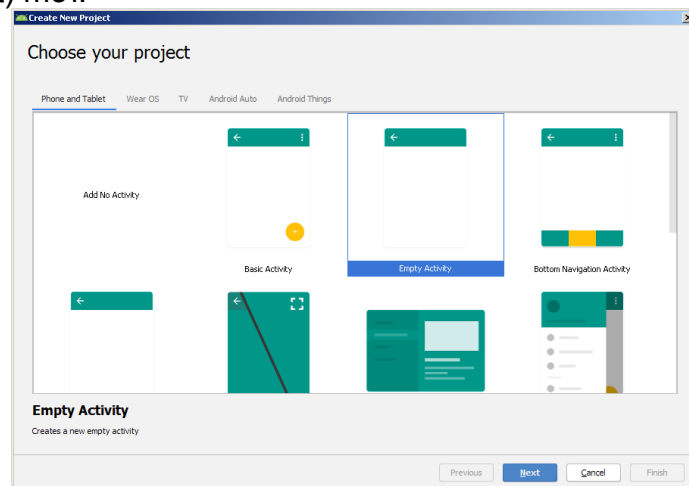 Create New Project
Choose your project
Phone and Tablet Wear OS TV Android Auto Android Things
Add No Activity
Basic Activity
Empty Activity
Bottom Navigation Activity
Empty Activity
Creates a new empty activity
Previous Next Cancel Finish